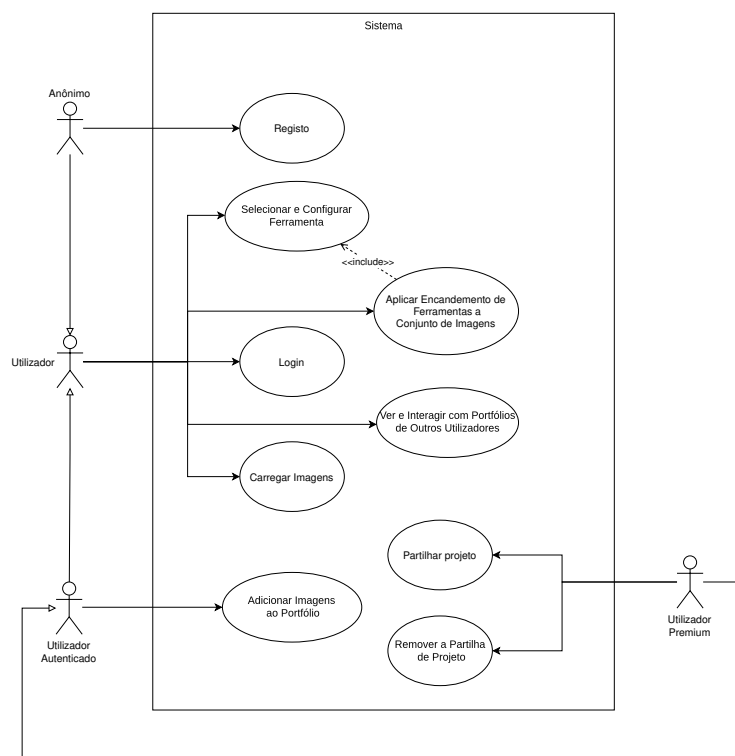 Sistema
Anônimo
Registo
Selecionar e Configurar
Ferramenta
<<include>>
Aplicar Encandemento de
Ferramentas a
Conjunto de Imagens
Utilizador
Login
Ver e Interagir com Portfólios
de Outros Utilizadores
Carregar Imagens
Partilhar projeto
Adicionar Imagens
ao Portfólio
Utilizador
Premium
Utilizador
Autenticado
Remover a Partilha
de Projeto